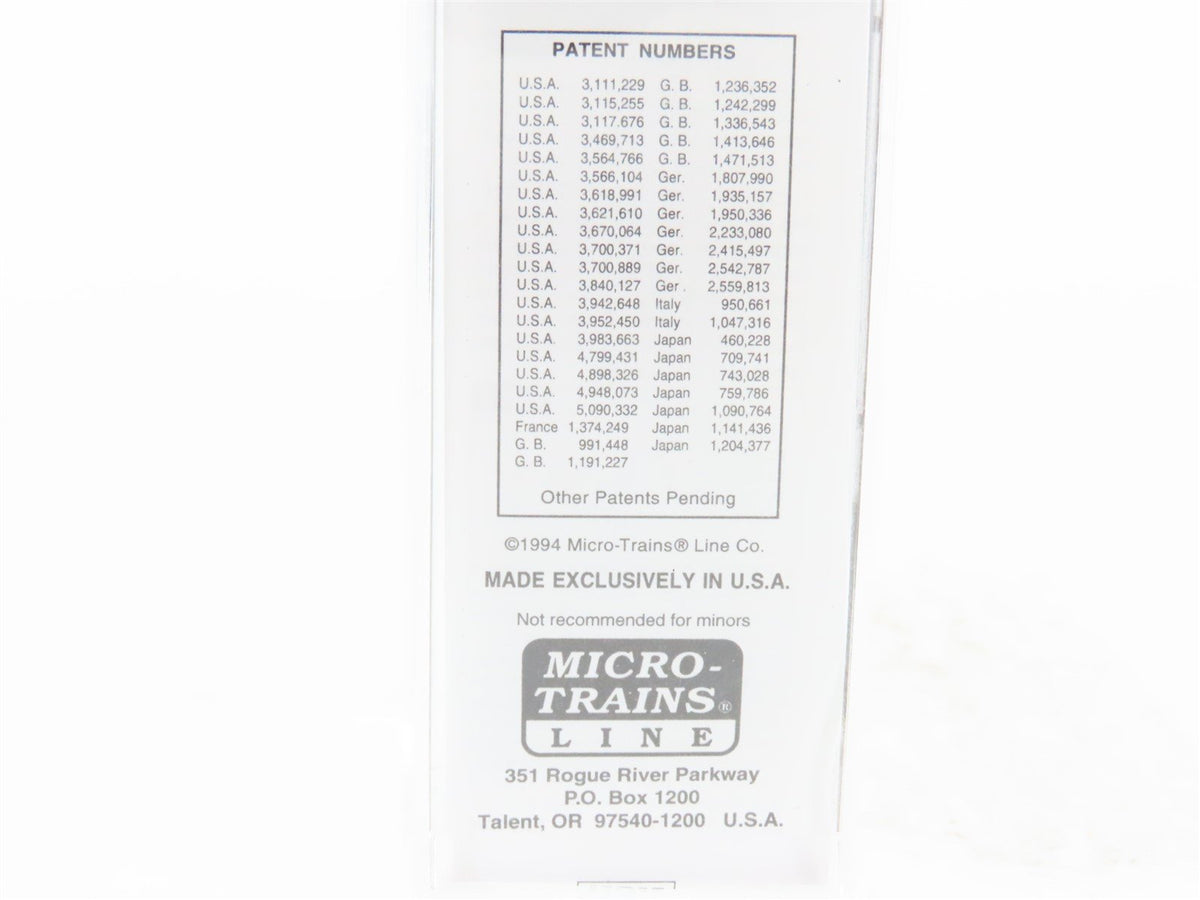 PATENT NUMBERS
U.S.A. 3,111,229 G. B. 1,236,352
U.S.A. 3,115,255 G. B. 1,242,299
U.S.A. 3,117.676 G. B. 1,336,543
U.S.A. 3,469,713 G. B. 1,413,646
U.S.A. 3,564,766 G. B. 1,471,513
U.S.A. 3,566,104 Ger. 1,807,990
U.S.A. 3,618,991 Ger. 1,935,157
U.S.A. 3,621,610 Ger. 1,950,336
U.S.A. 3,670,064 Ger. 2,233,080
U.S.A. 3,700,371 Ger. 2,415,497
U.S.A. 3,700,889 Ger. 2,542,787
U.S.A. 3,840,127 Ger . 2,559,813
U.S.A. 3,942,648 Italy 950,661
U.S.A. 3,952,450 Italy 1,047,316
U.S.A. 3,983,663 Japan 460,228
U.S.A. 4,799,431 Japan 709,741
U.S.A. 4,898,326 Japan 743,028
U.S.A. 4,948,073 Japan 759,786
U.S.A. 5,090,332 Japan 1,090,764
France 1,374,249 Japan 1,141,436
G. B. 991,448 Japan 1,204,377
G. B. 1,191,227
Other Patents Pending
©1994 Micro-Trains® Line Co.
MADE EXCLUSIVELY IN U.S.A.
Not recommended for minors
MICRO-
TRAINS®
LINE
351 Rogue River Parkway
P.O. Box 1200
Talent, OR 97540-1200 U.S.A.